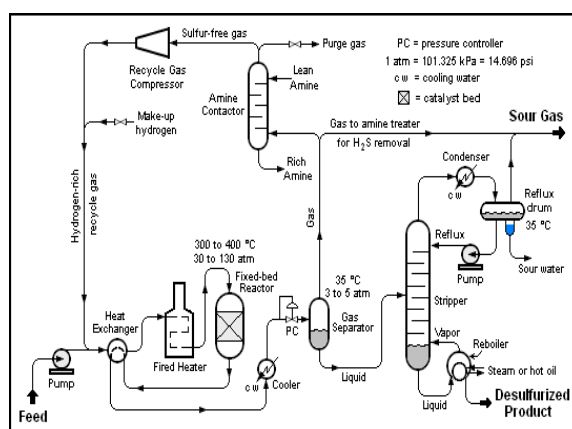 Sulfur-free gas
Purge gas
PC = pressure controller
1 atm = 101.325 kPa = 14.696 psi
c w = cooling water
= catalyst bed
Recycle Gas
Compressor
Lean
Amine
Amine
Contactor
Make-up
hydrogen
Rich
Amine
Sour Gas
Gas to amine treater
for H2S removal
Condenser
c w
Reflux
drum
35 °C
Reflux
Pump
Sour water
Hydrogen-rich
recycle gas
Gas
300 to 400 °C
30 to 130 atm
Fixed-bed
Reactor
35 °C
3 to 5 atm
Gas
Separator
PC
Stripper
Heat
Exchanger
Fired Heater
c w
Cooler
Liquid
Vapor
Reboiler
Steam or hot oil
Liquid
Pump
Feed
Desulfurized
Product